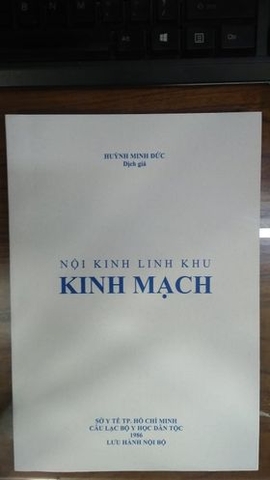 HUỲNH MINH ĐỨC
Dịch giả
NỘI KINH LINH KHU
KINH MẠCH
SỞ Y TẾ TP. HỒ CHÍ MINH
CÂU LẠC BỘ Y HỌC DÂN TỘC
1986
LƯU HÀNH NỘI BỘ